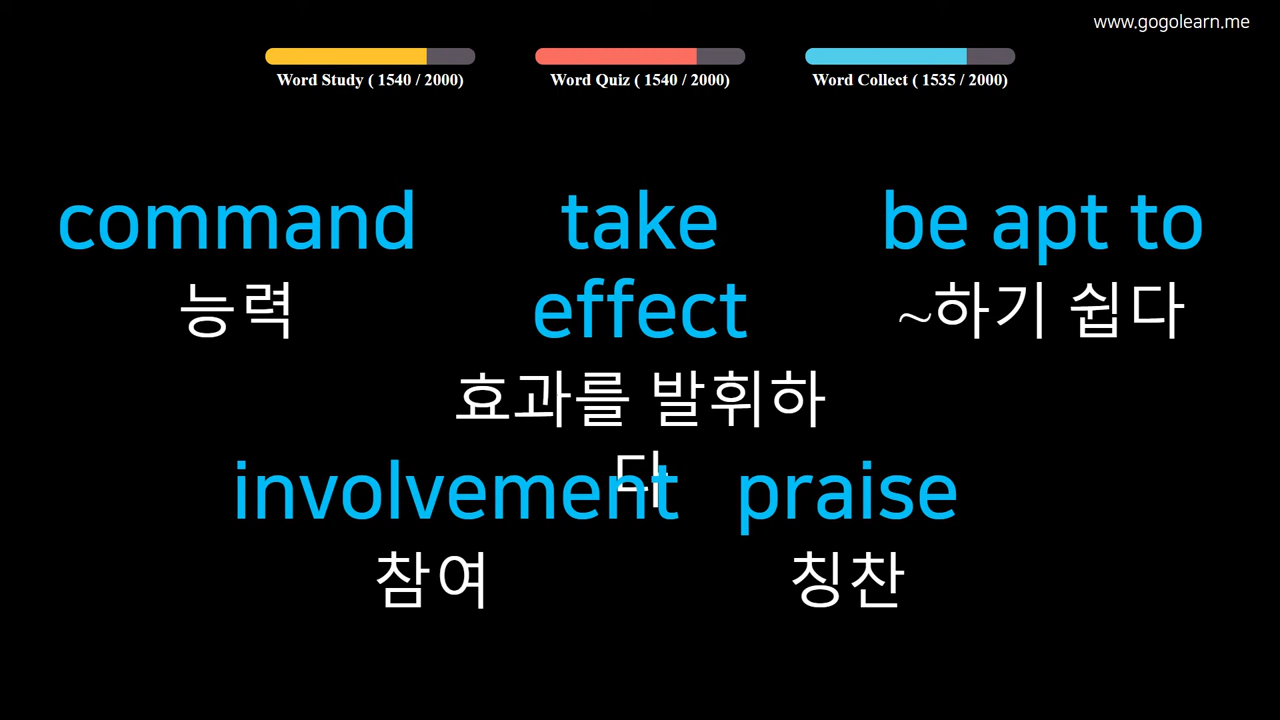 www.gogolearn.me
Word Study ( 1540 / 2000)
Word Quiz ( 1540 / 2000)
Word Collect ( 1535 / 2000)
command
능력
take
effect
효과를 발휘하
다
be apt to
~하기 쉽다
involvement
참여
praise
칭찬